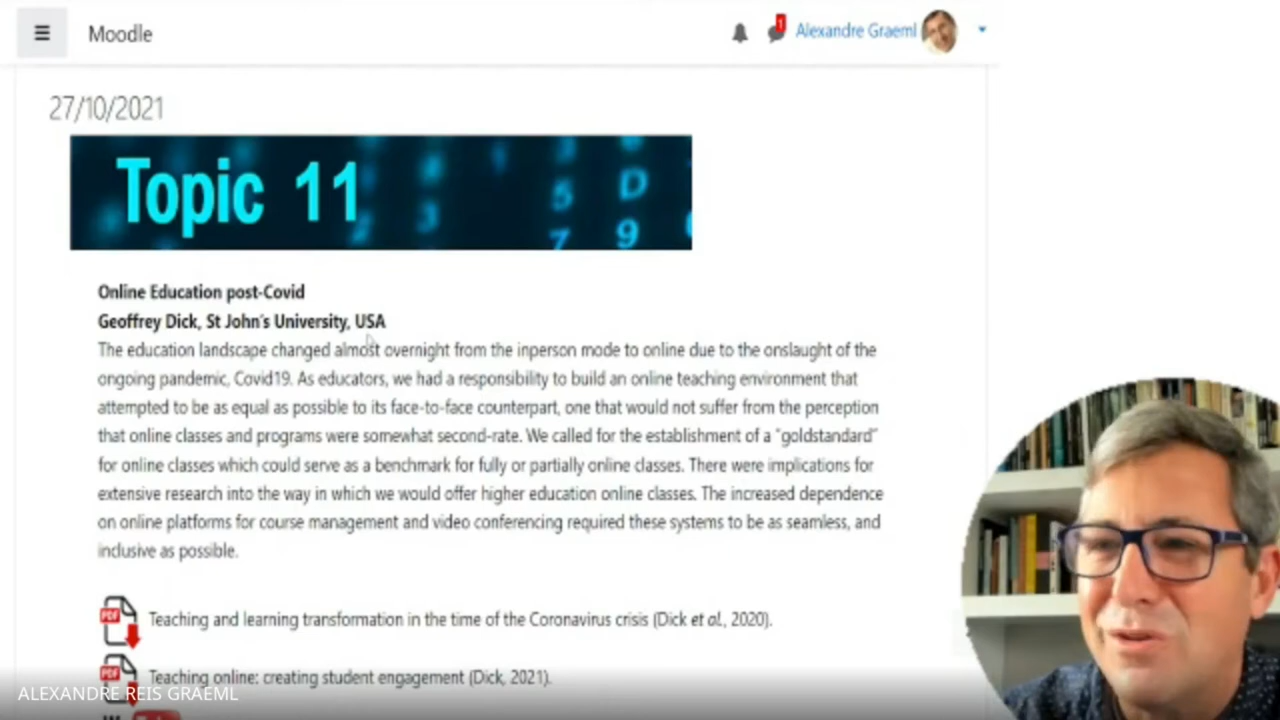 Moodle
1
Alexandre Graeml
27/10/2021
Topic 11
5
D
3
7
9
Online Education post-Covid
Geoffrey Dick, St John's University, USA
The education landscape changed almost overnight from the inperson mode to online due to the onslaught of the
ongoing pandemic, Covid19. As educators, we had a responsibility to build an online teaching environment that
attempted to be as equal as possible to its face-to-face counterpart, one that would not suffer from the perception
that online classes and programs were somewhat second-rate. We called for the establishment of a "goldstandard"
for online classes which could serve as a benchmark for fully or partially online classes. There were implications for
extensive research into the way in which we would offer higher education online classes. The increased dependence
on online platforms for course management and video conferencing required these systems to be as seamless, and
inclusive as possible.
PDF
Teaching and learning transformation in the time of the Coronavirus crisis (Dick et al., 2020).
PDF
Teaching online: creating student engagement (Dick, 2021).
ALEXANDRE REIS GRAEML